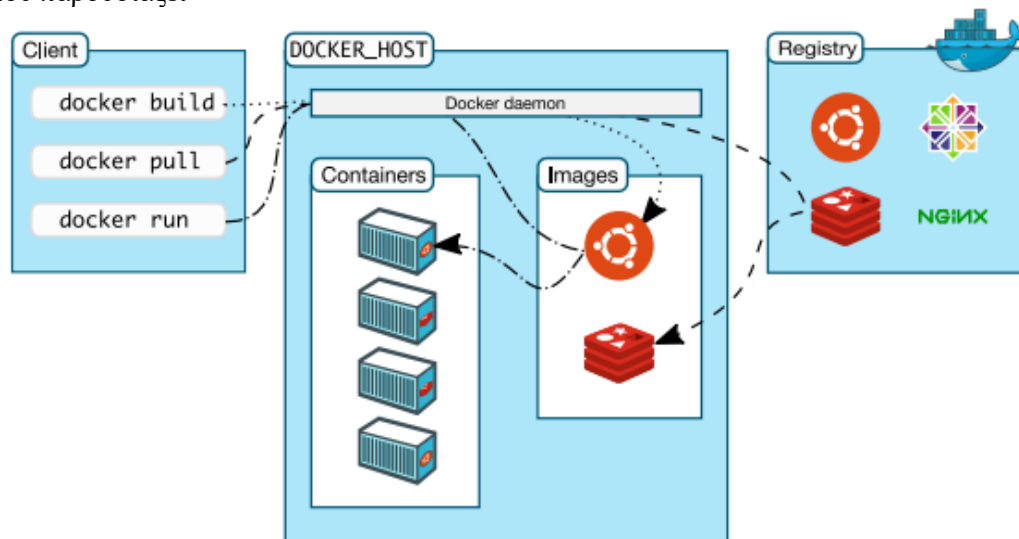 Client
docker build
docker pull
docker run
DOCKER_HOST
Docker daemon
Containers
Images
Registry
NGINX